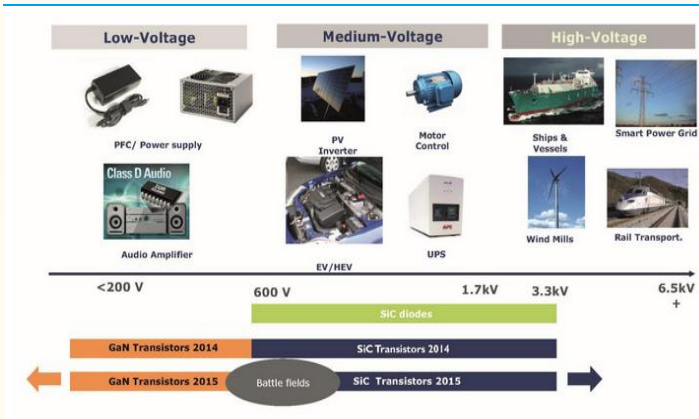 Low-Voltage
Medium-Voltage
High-Voltage
PFC/ Power supply
PV
Inverter
Motor
Control
Ships &
Vessels
Smart Power Grid
Class D Audio
Audio Amplifier
EV/HEV
UPS
Wind Mills
Rail Transport.
<200 V
600 V
1.7kV
3.3kV
6.5kV
+
SiC diodes
GaN Transistors 2014
SiC Transistors 2014
GaN Transistors 2015
Battle fields
SiC Transistors 2015